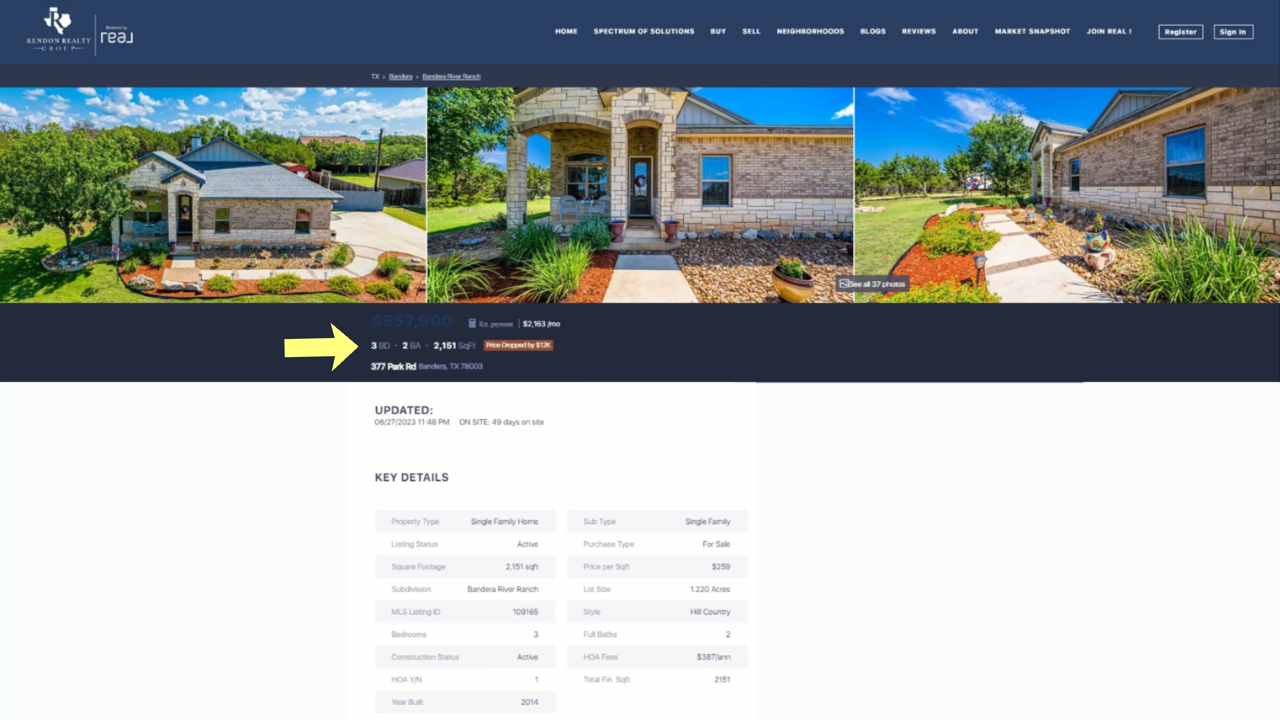 RENDON REALTY
GROUP
Powered by
real
HOME SPECTRUM OF SOLUTIONS BUY SELL NEIGHBORHOODS BLOGS REVIEWS ABOUT MARKET SNAPSHOT JOIN REAL ! Register Sign In
TX » Bandera » Bandera River Ranch
See all 37 photos
$557,900 Est. payment | $2,163 /mo
3 BD · 2 BA · 2,151 SqFt Price Dropped by $12K
377 Park Rd Bandera, TX 78003
UPDATED:
06/27/2023 11:48 PM ON SITE: 49 days on site
KEY DETAILS
Property Type Single Family Home Sub Type Single Family
Listing Status Active Purchase Type For Sale
Square Footage 2,151 sqft Price per Sqft $259
Subdivision Bandera River Ranch Lot Size 1.220 Acres
MLS Listing ID 109165 Style Hill Country
Bedrooms 3 Full Baths 2
Construction Status Active HOA Fees $387/ann
HOA Y/N 1 Total Fin. Sqft 2151
Year Built 2014